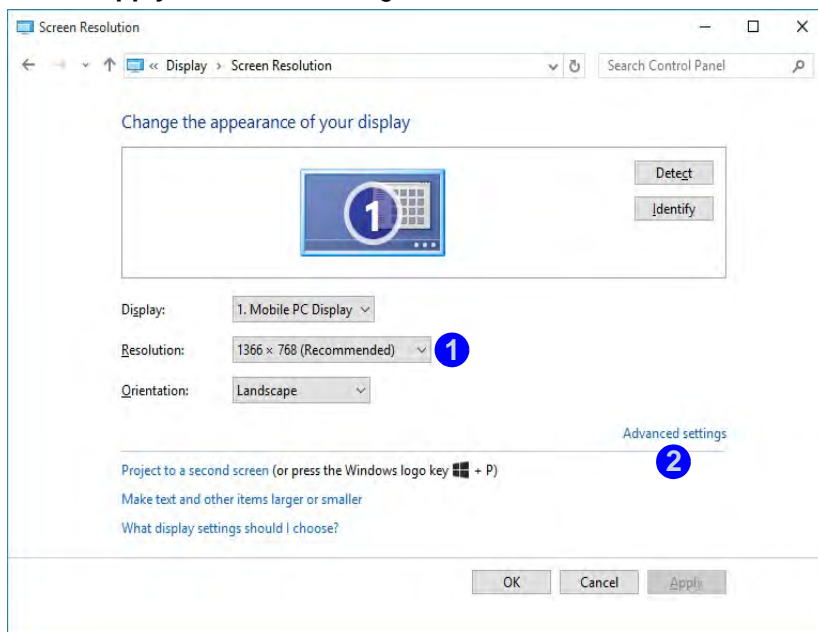 Screen Resolution
« Display › Screen Resolution
Search Control Panel
Change the appearance of your display
1
Detect
Identify
Display: 1. Mobile PC Display
Resolution: 1366 × 768 (Recommended) 1
Orientation: Landscape
Advanced settings
2
Project to a second screen (or press the Windows logo key + P)
Make text and other items larger or smaller
What display settings should I choose?
OK Cancel Apply